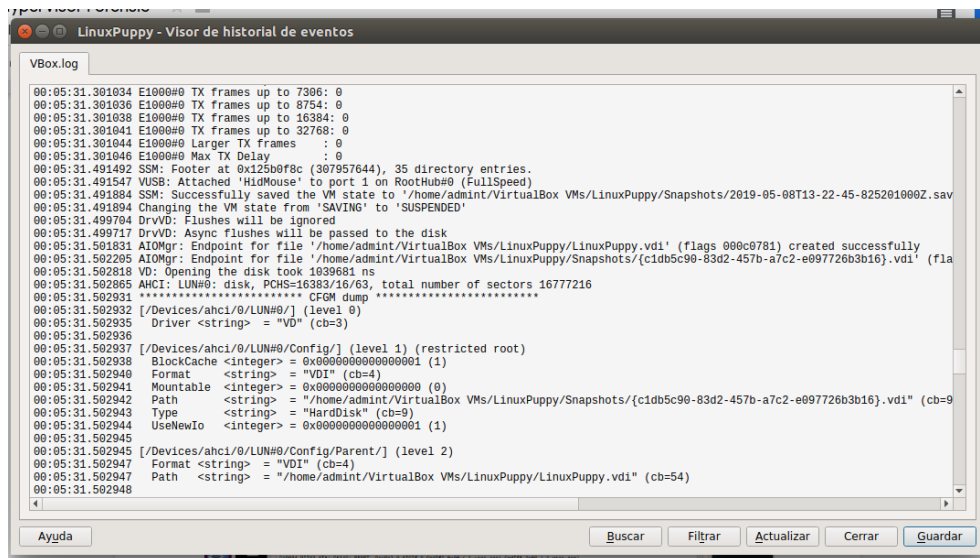 LinuxPuppy - Visor de historial de eventos
VBox.log
00:05:31.301034 E1000#0 TX frames up to 7306: 0
00:05:31.301036 E1000#0 TX frames up to 8754: 0
00:05:31.301038 E1000#0 TX frames up to 16384: 0
00:05:31.301041 E1000#0 TX frames up to 32768: 0
00:05:31.301044 E1000#0 Larger TX frames    : 0
00:05:31.301046 E1000#0 Max TX Delay        : 0
00:05:31.491492 SSM: Footer at 0x125b0f8c (307957644), 35 directory entries.
00:05:31.491547 VUSB: Attached 'HidMouse' to port 1 on RootHub#0 (FullSpeed)
00:05:31.491884 SSM: Successfully saved the VM state to '/home/admint/VirtualBox VMs/LinuxPuppy/Snapshots/2019-05-08T13-22-45-825201000Z.sav
00:05:31.491894 Changing the VM state from 'SAVING' to 'SUSPENDED'
00:05:31.499704 DrvVD: Flushes will be ignored
00:05:31.499717 DrvVD: Async flushes will be passed to the disk
00:05:31.501831 AIOMgr: Endpoint for file '/home/admint/VirtualBox VMs/LinuxPuppy/LinuxPuppy.vdi' (flags 000c0781) created successfully
00:05:31.502205 AIOMgr: Endpoint for file '/home/admint/VirtualBox VMs/LinuxPuppy/Snapshots/{c1db5c90-83d2-457b-a7c2-e097726b3b16}.vdi' (fla
00:05:31.502818 VD: Opening the disk took 1039681 ns
00:05:31.502865 AHCI: LUN#0: disk, PCHS=16383/16/63, total number of sectors 16777216
00:05:31.502931 ************************* CFGM dump *************************
00:05:31.502932 [/Devices/ahci/0/LUN#0/] (level 0)
00:05:31.502935   Driver <string>  = "VD" (cb=3)
00:05:31.502936
00:05:31.502937 [/Devices/ahci/0/LUN#0/Config/] (level 1) (restricted root)
00:05:31.502938   BlockCache <integer> = 0x0000000000000001 (1)
00:05:31.502940   Format     <string>  = "VDI" (cb=4)
00:05:31.502941   Mountable  <integer> = 0x0000000000000000 (0)
00:05:31.502942   Path       <string>  = "/home/admint/VirtualBox VMs/LinuxPuppy/Snapshots/{c1db5c90-83d2-457b-a7c2-e097726b3b16}.vdi" (cb=9
00:05:31.502943   Type       <string>  = "HardDisk" (cb=9)
00:05:31.502944   UseNewIo   <integer> = 0x0000000000000001 (1)
00:05:31.502945
00:05:31.502945 [/Devices/ahci/0/LUN#0/Config/Parent/] (level 2)
00:05:31.502947   Format <string>  = "VDI" (cb=4)
00:05:31.502947   Path   <string>  = "/home/admint/VirtualBox VMs/LinuxPuppy/LinuxPuppy.vdi" (cb=54)
00:05:31.502948
Ayuda
Buscar
Filtrar
Actualizar
Cerrar
Guardar